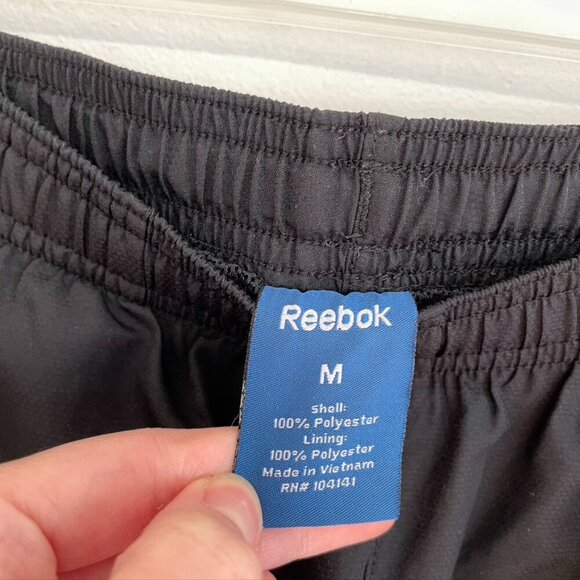 Reebok
M
Shell:
100% Polyester
Lining:
100% Polyester
Made in Vietnam
RN# 104141